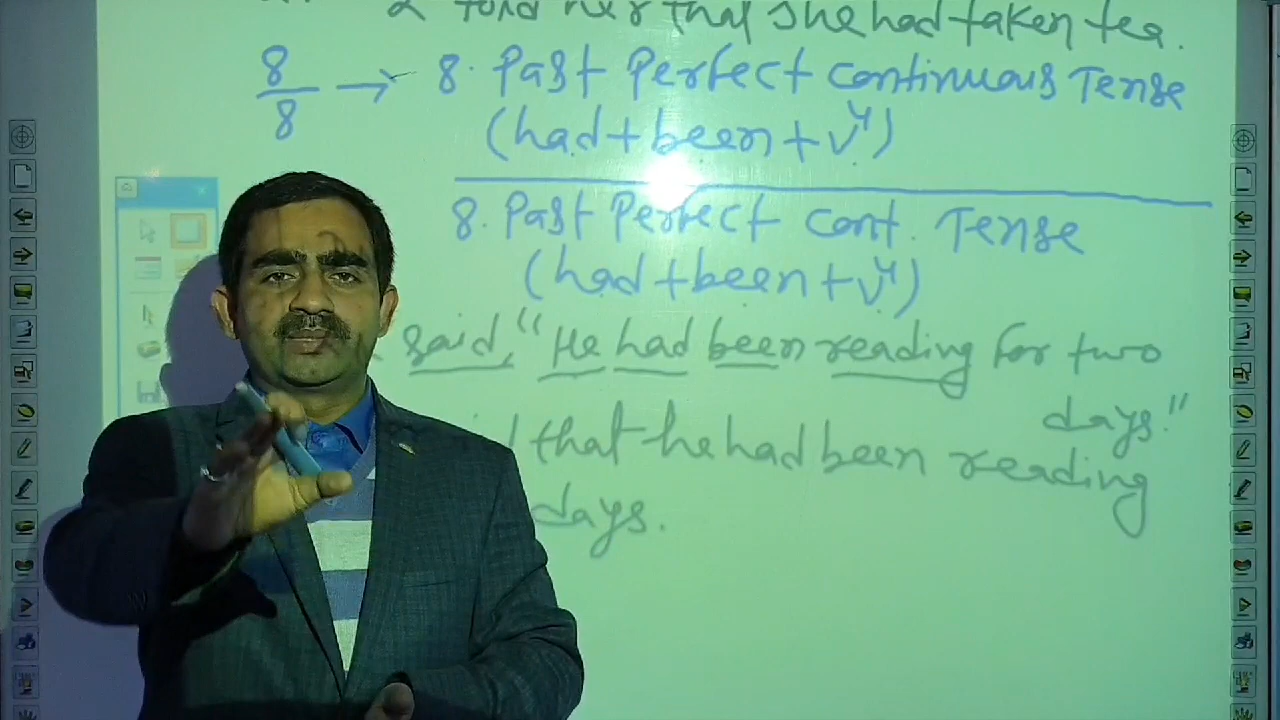 told her that she had taken tea.
8/8 → 8. Past Perfect Continuous Tense
(had+been+v⁴)
8. Past Perfect Cont. Tense
(had+been+v⁴)
said, "He had been reading for two
days."
that he had been reading
days.